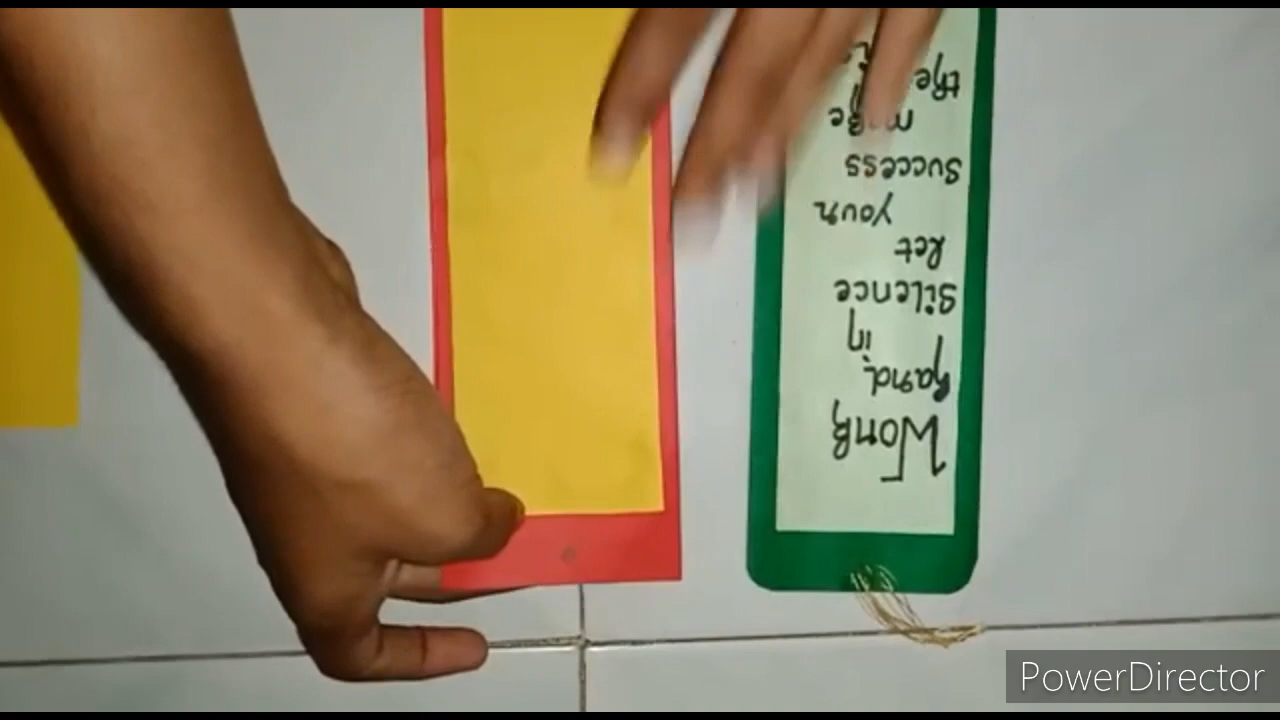 Work
hard
in
silence
let
your
success
make
the
PowerDirector